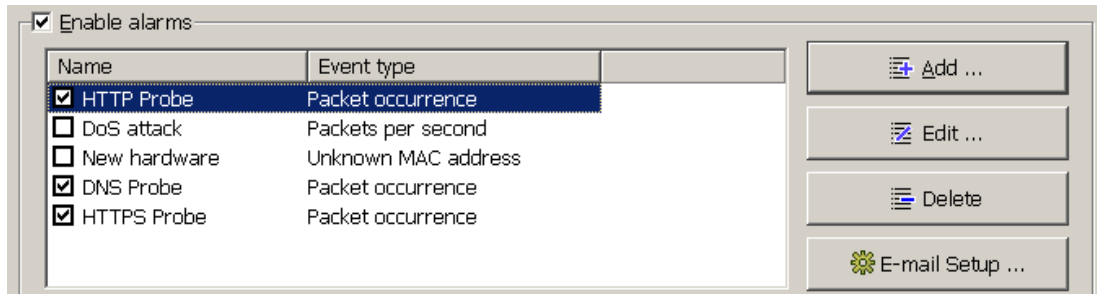 Enable alarms
Name Event type
HTTP Probe Packet occurrence
DoS attack Packets per second
New hardware Unknown MAC address
DNS Probe Packet occurrence
HTTPS Probe Packet occurrence
Add ...
Edit ...
Delete
E-mail Setup ...